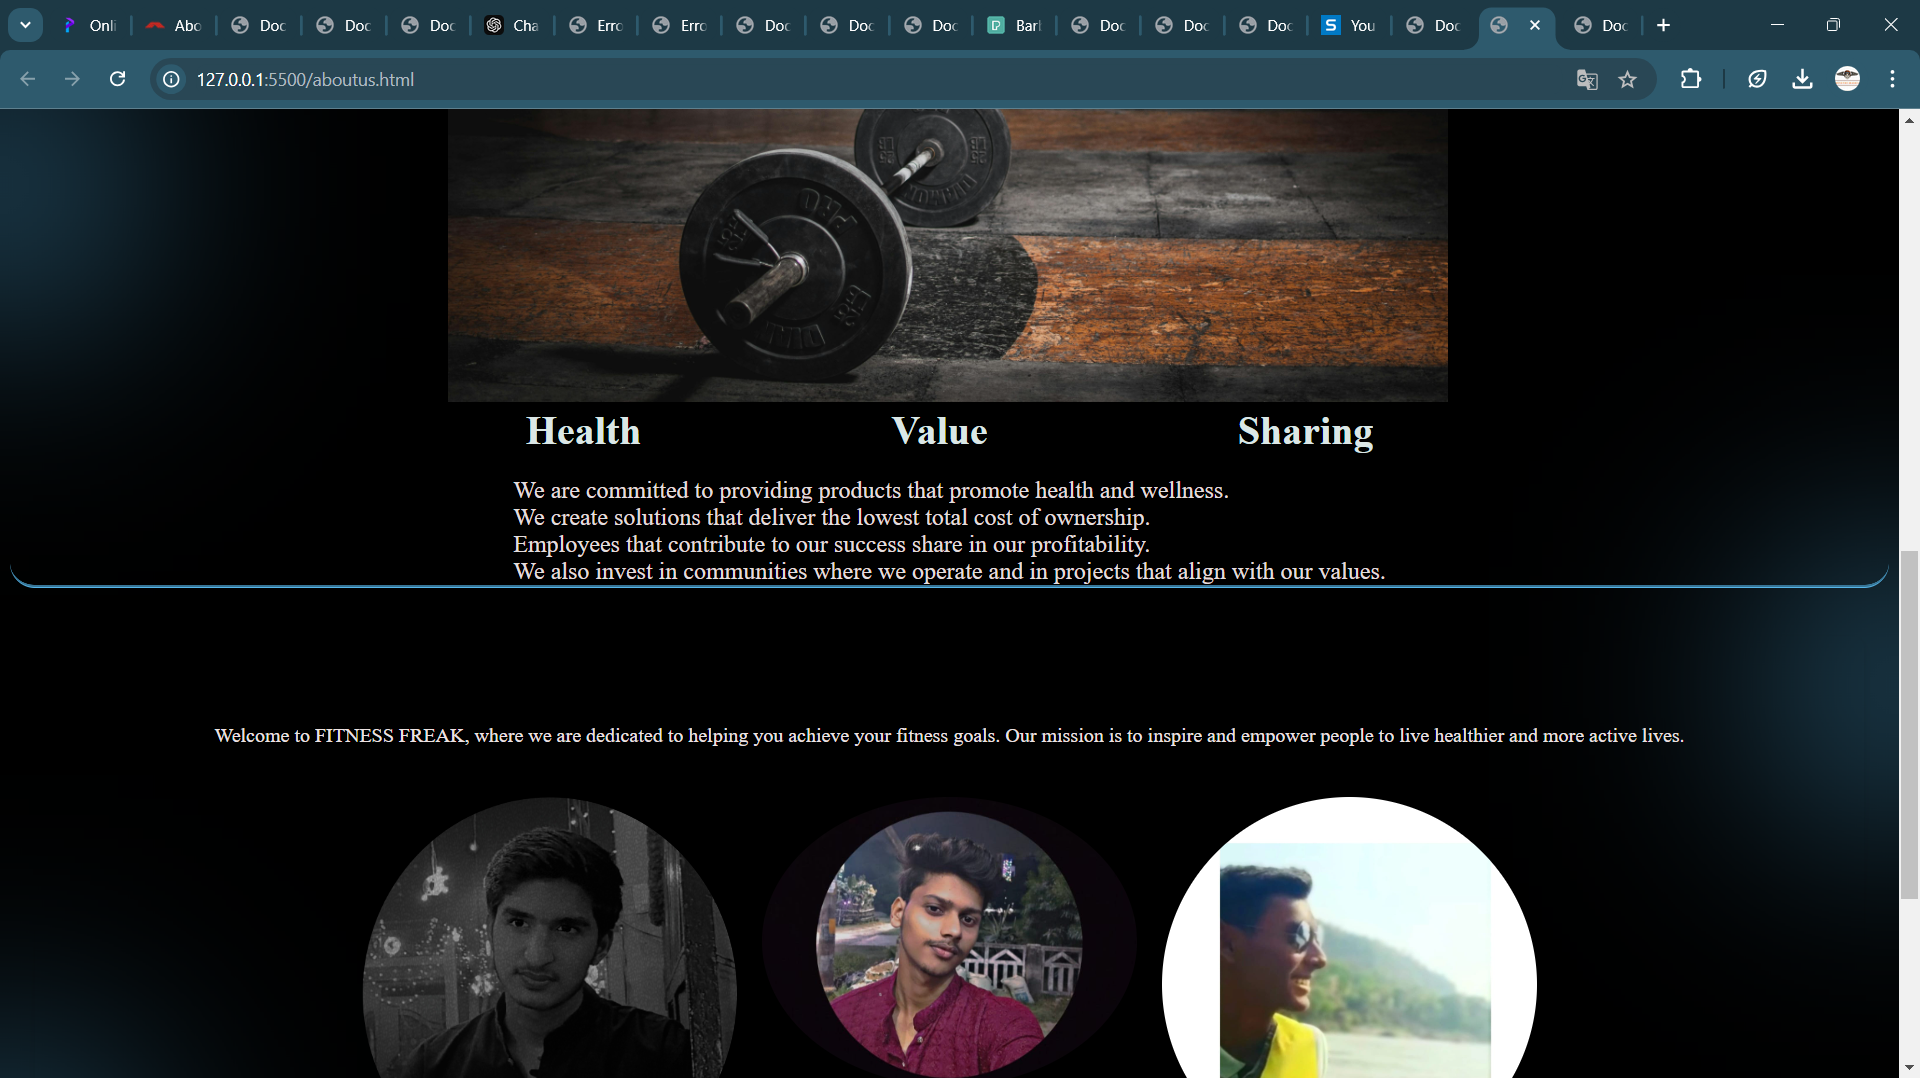 Onli
Abo
Doc
Doc
Doc
Cha
Erro
Erro
Doc
Doc
Doc
Barl
Doc
Doc
Doc
You
Doc
Doc
127.0.0.1:5500/aboutus.html
Health Value Sharing
We are committed to providing products that promote health and wellness.
We create solutions that deliver the lowest total cost of ownership.
Employees that contribute to our success share in our profitability.
We also invest in communities where we operate and in projects that align with our values.
Welcome to FITNESS FREAK, where we are dedicated to helping you achieve your fitness goals. Our mission is to inspire and empower people to live healthier and more active lives.